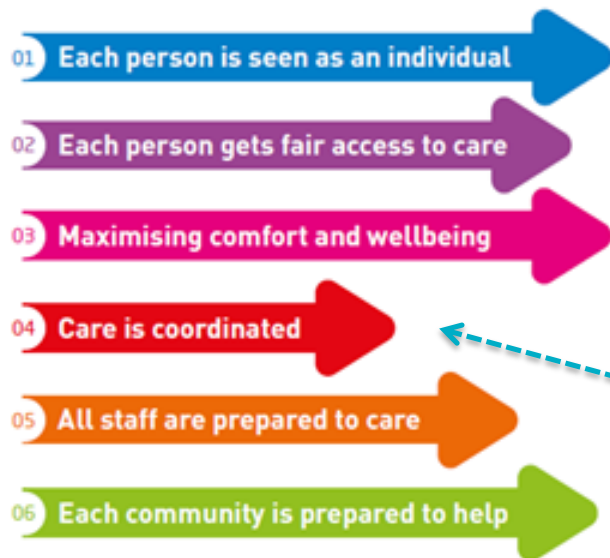 01 Each person is seen as an individual
02 Each person gets fair access to care
03 Maximising comfort and wellbeing
04 Care is coordinated
05 All staff are prepared to care
06 Each community is prepared to help